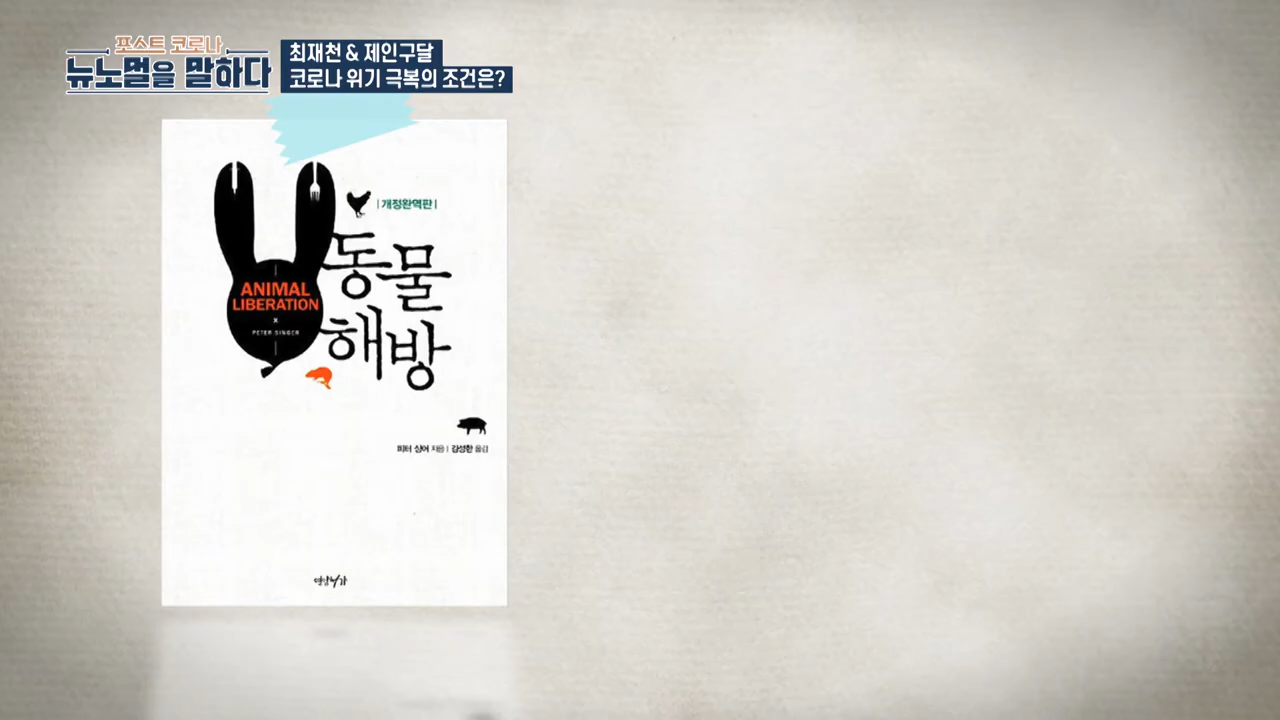 포스트 코로나
뉴노멀을 말하다
최재천 & 제인구달
코로나 위기 극복의 조건은?
|개정완역판|
동물
해방
ANIMAL
LIBERATION
×
PETER SINGER
피터 싱어 지음 | 김성한 옮김
연암서가